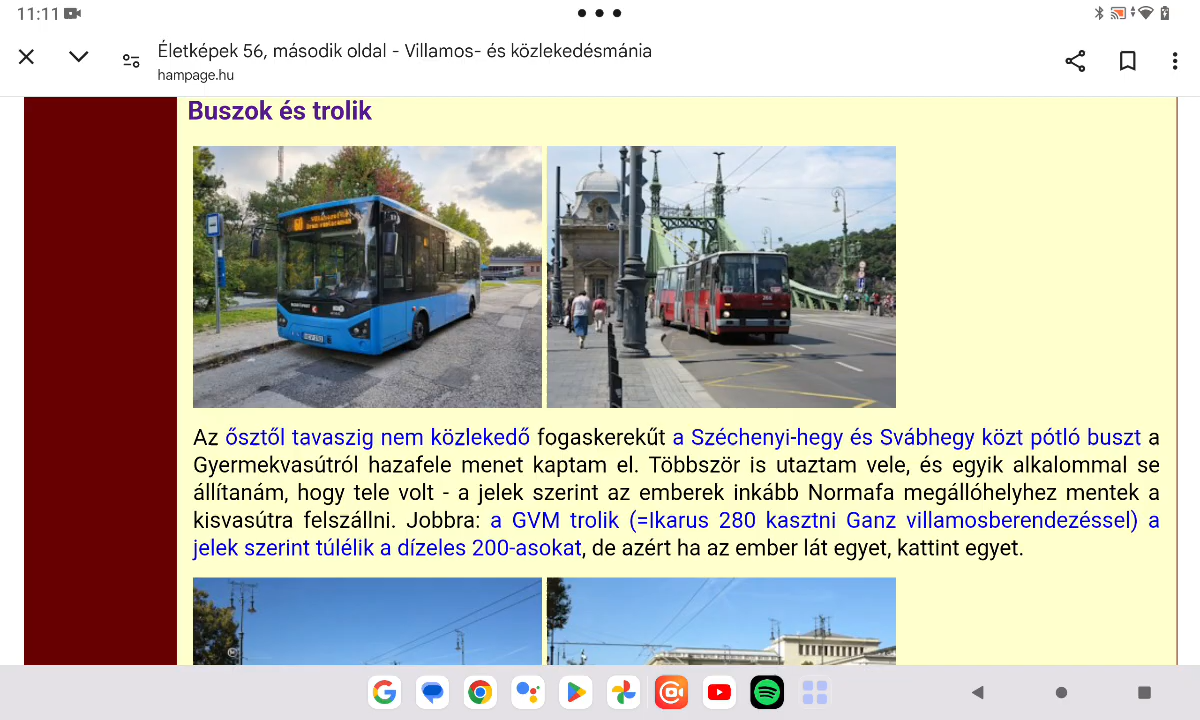 11:11
Életképek 56, második oldal - Villamos- és közlekedésmánia
hampage.hu
Buszok és trolik
60
Az ősztől tavaszig nem közlekedő fogaskerekűt a Széchenyi-hegy és Svábhegy közt pótló buszt a
Gyermekvasútról hazafele menet kaptam el. Többször is utaztam vele, és egyik alkalommal se
állítanám, hogy tele volt - a jelek szerint az emberek inkább Normafa megállóhelyhez mentek a
kisvasútra felszállni. Jobbra: a GVM trolik (=Ikarus 280 kasztni Ganz villamosberendezéssel) a
jelek szerint túlélik a dízeles 200-asokat, de azért ha az ember lát egyet, kattint egyet.